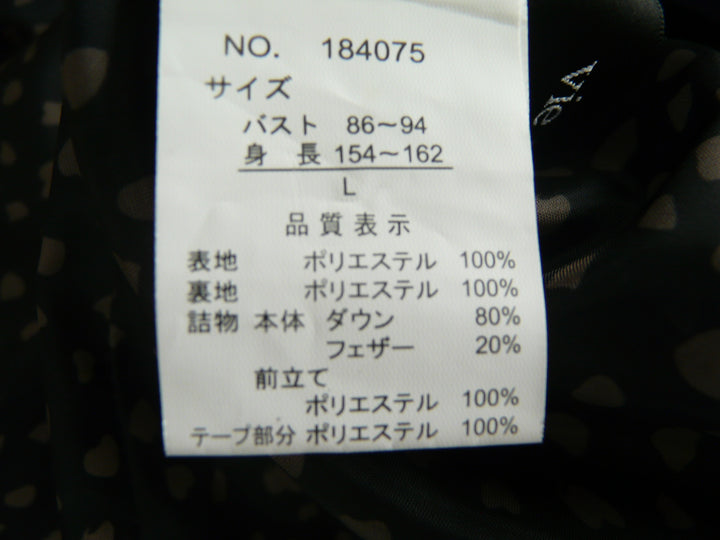 NO. 184075
サイズ
バスト 86～94
身 長 154～162
L
品質表示
表地 ポリエステル 100%
裏地 ポリエステル 100%
詰物 本体 ダウン 80%
フェザー 20%
前立て
ポリエステル 100%
テープ部分 ポリエステル 100%